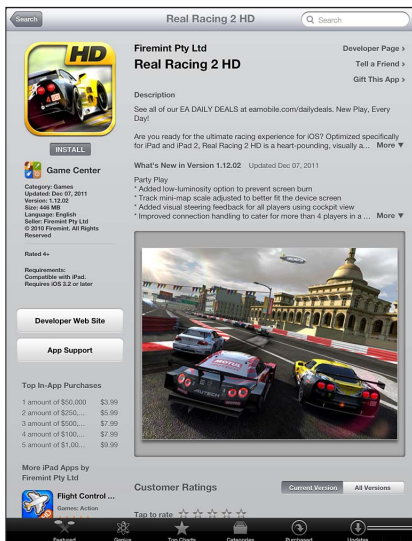 Search
Real Racing 2 HD
Search
HD
INSTALL
Game Center
Category: Games
Updated: Dec 07, 2011
Version: 1.12.02
Size: 446 MB
Language: English
Seller: Firemint Pty Ltd
© 2010 Firemint. All Rights
Reserved
Rated 4+
Requirements:
Compatible with iPad.
Requires iOS 3.2 or later
Developer Web Site
App Support
Top In-App Purchases
1 amount of $50,000 $3.99
2 amount of $250,... $5.99
3 amount of $500,... $7.99
4 amount of $100,... $7.99
5 amount of $1,00... $9.99
More iPad Apps by
Firemint Pty Ltd
Flight Control ...
Games: Action
Firemint Pty Ltd
Real Racing 2 HD
Developer Page ›
Tell a Friend ›
Gift This App ›
Description
See all of our EA DAILY DEALS at eamobile.com/dailydeals. New Play, Every
Day!
Are you ready for the ultimate racing experience for iOS? Optimized specifically
for iPad and iPad 2, Real Racing 2 HD is a heart-pounding, visually a... More ▼
What's New in Version 1.12.02 Updated Dec 07, 2011
Party Play
* Added low-luminosity option to prevent screen burn
* Track mini-map scale adjusted to better fit the device screen
* Added visual steering feedback for all players using cockpit view
* Improved connection handling to cater for more than 4 players in a ... More ▼
AUTECH
Customer Ratings
Current Version
All Versions
Tap to rate
Featured
Genius
Top Charts
Categories
Purchased
Updates